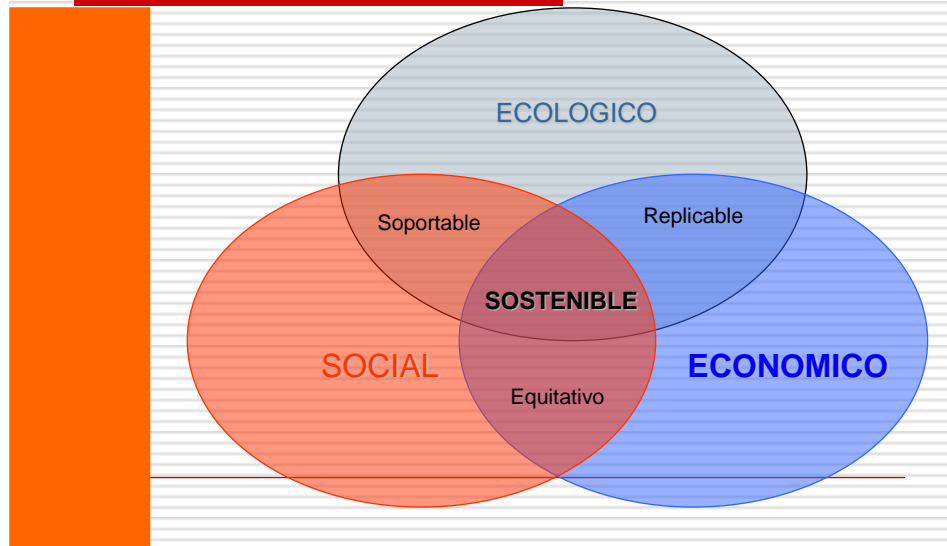 ECOLOGICO
Soportable
Replicable
SOSTENIBLE
SOCIAL
ECONOMICO
Equitativo